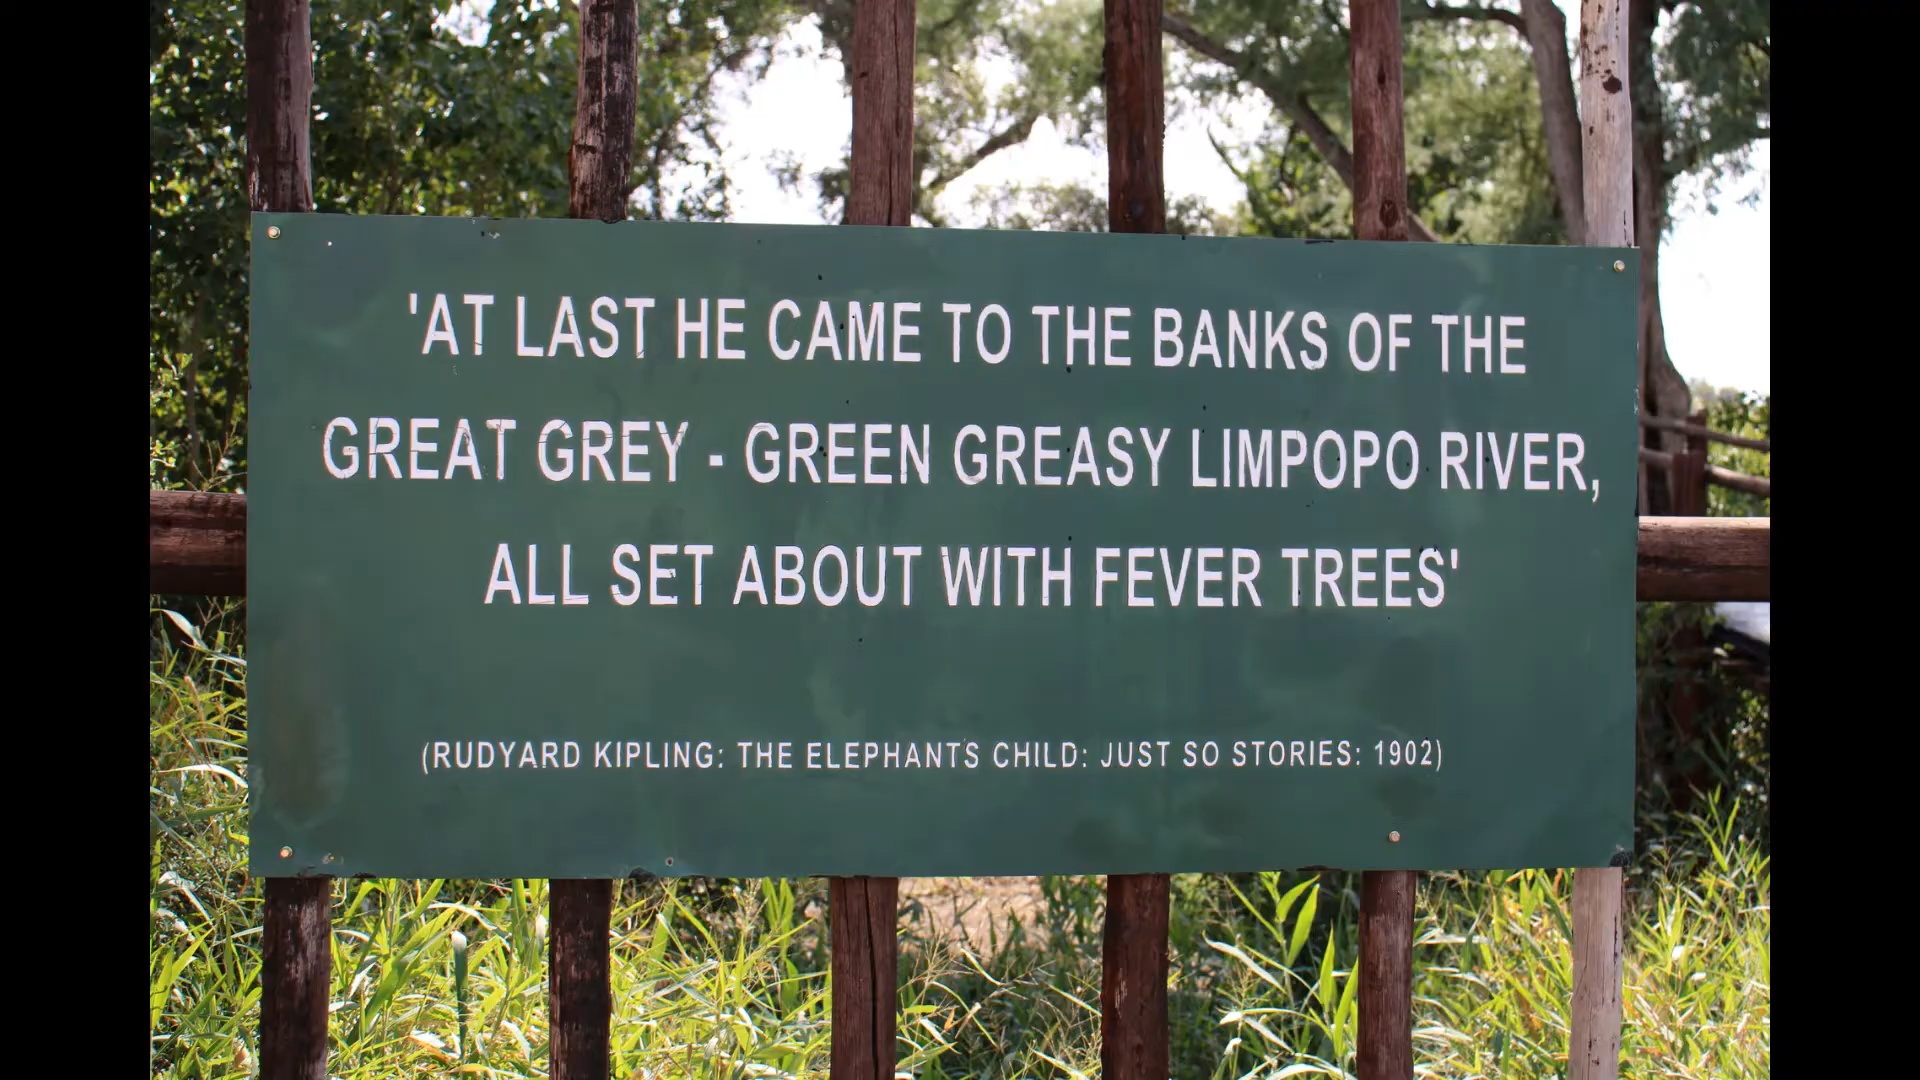 'AT LAST HE CAME TO THE BANKS OF THE
GREAT GREY - GREEN GREASY LIMPOPO RIVER,
ALL SET ABOUT WITH FEVER TREES'
(RUDYARD KIPLING: THE ELEPHANTS CHILD: JUST SO STORIES: 1902)